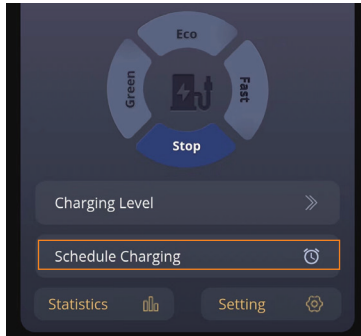 Eco
Green
Fast
Stop
Charging Level
Schedule Charging
Statistics
Setting